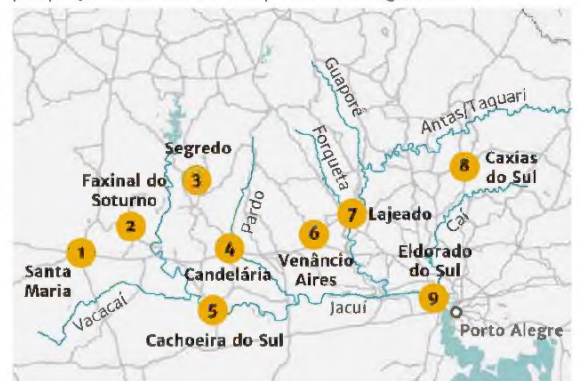 Guaporé
Antas/Taquari
Segredo
3
Forqueta
8
Caxias
do Sul
Faxinal do
Soturno
2
Pardo
7
Lajeado
Caí
1
Santa
Maria
4
Candelária
6
Venâncio
Aires
Eldorado
do Sul
9
Vacacaí
5
Cachoeira do Sul
Jacuí
Porto Alegre